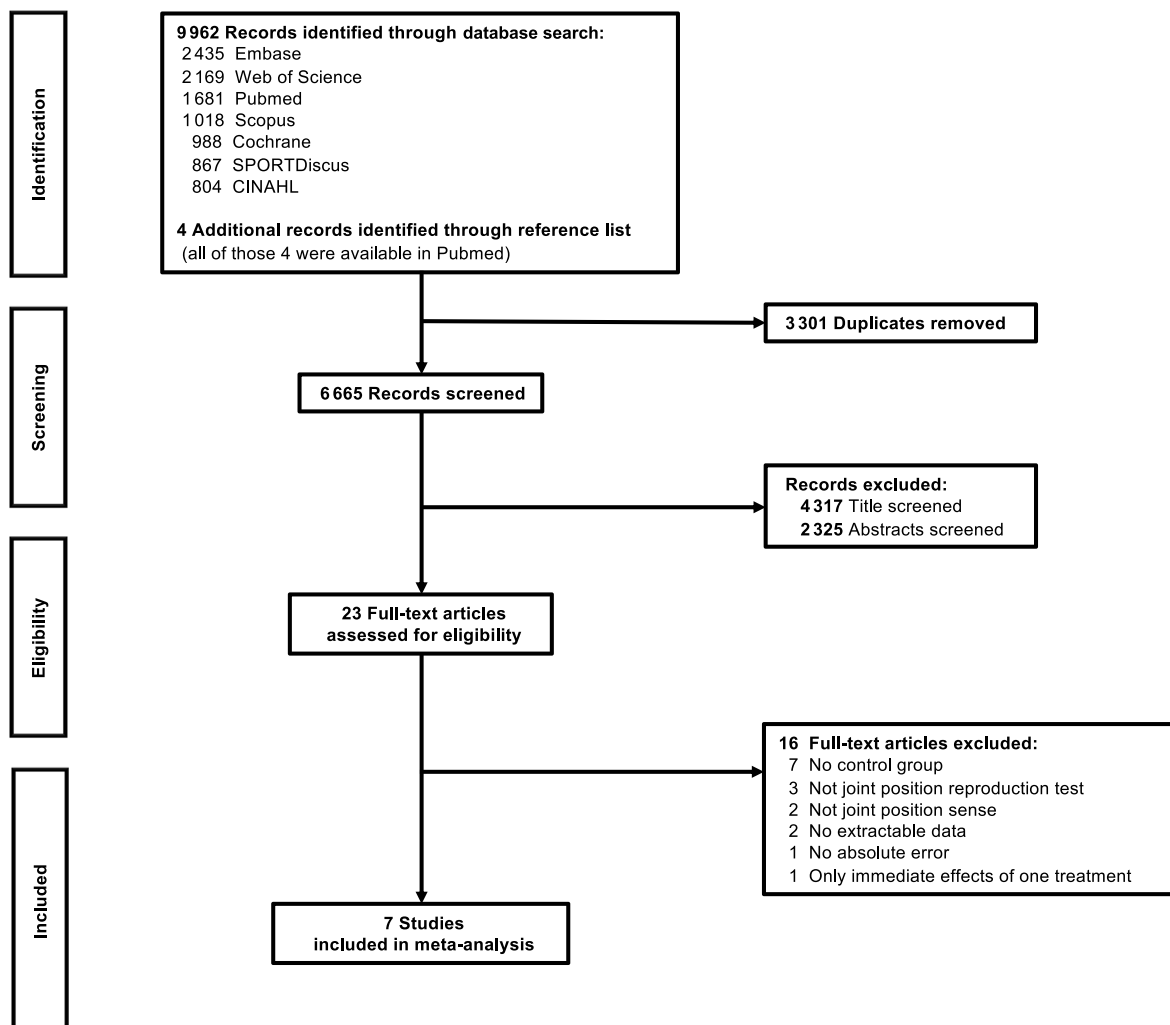 Identification
9 962 Records identified through database search:
2 435 Embase
2 169 Web of Science
1 681 Pubmed
1 018 Scopus
988 Cochrane
867 SPORTDiscus
804 CINAHL
4 Additional records identified through reference list
(all of those 4 were available in Pubmed)
Screening
3 301 Duplicates removed
6 665 Records screened
Records excluded:
4 317 Title screened
2 325 Abstracts screened
Eligibility
23 Full-text articles
assessed for eligibility
16 Full-text articles excluded:
7 No control group
3 Not joint position reproduction test
2 Not joint position sense
2 No extractable data
1 No absolute error
1 Only immediate effects of one treatment
Included
7 Studies
included in meta-analysis